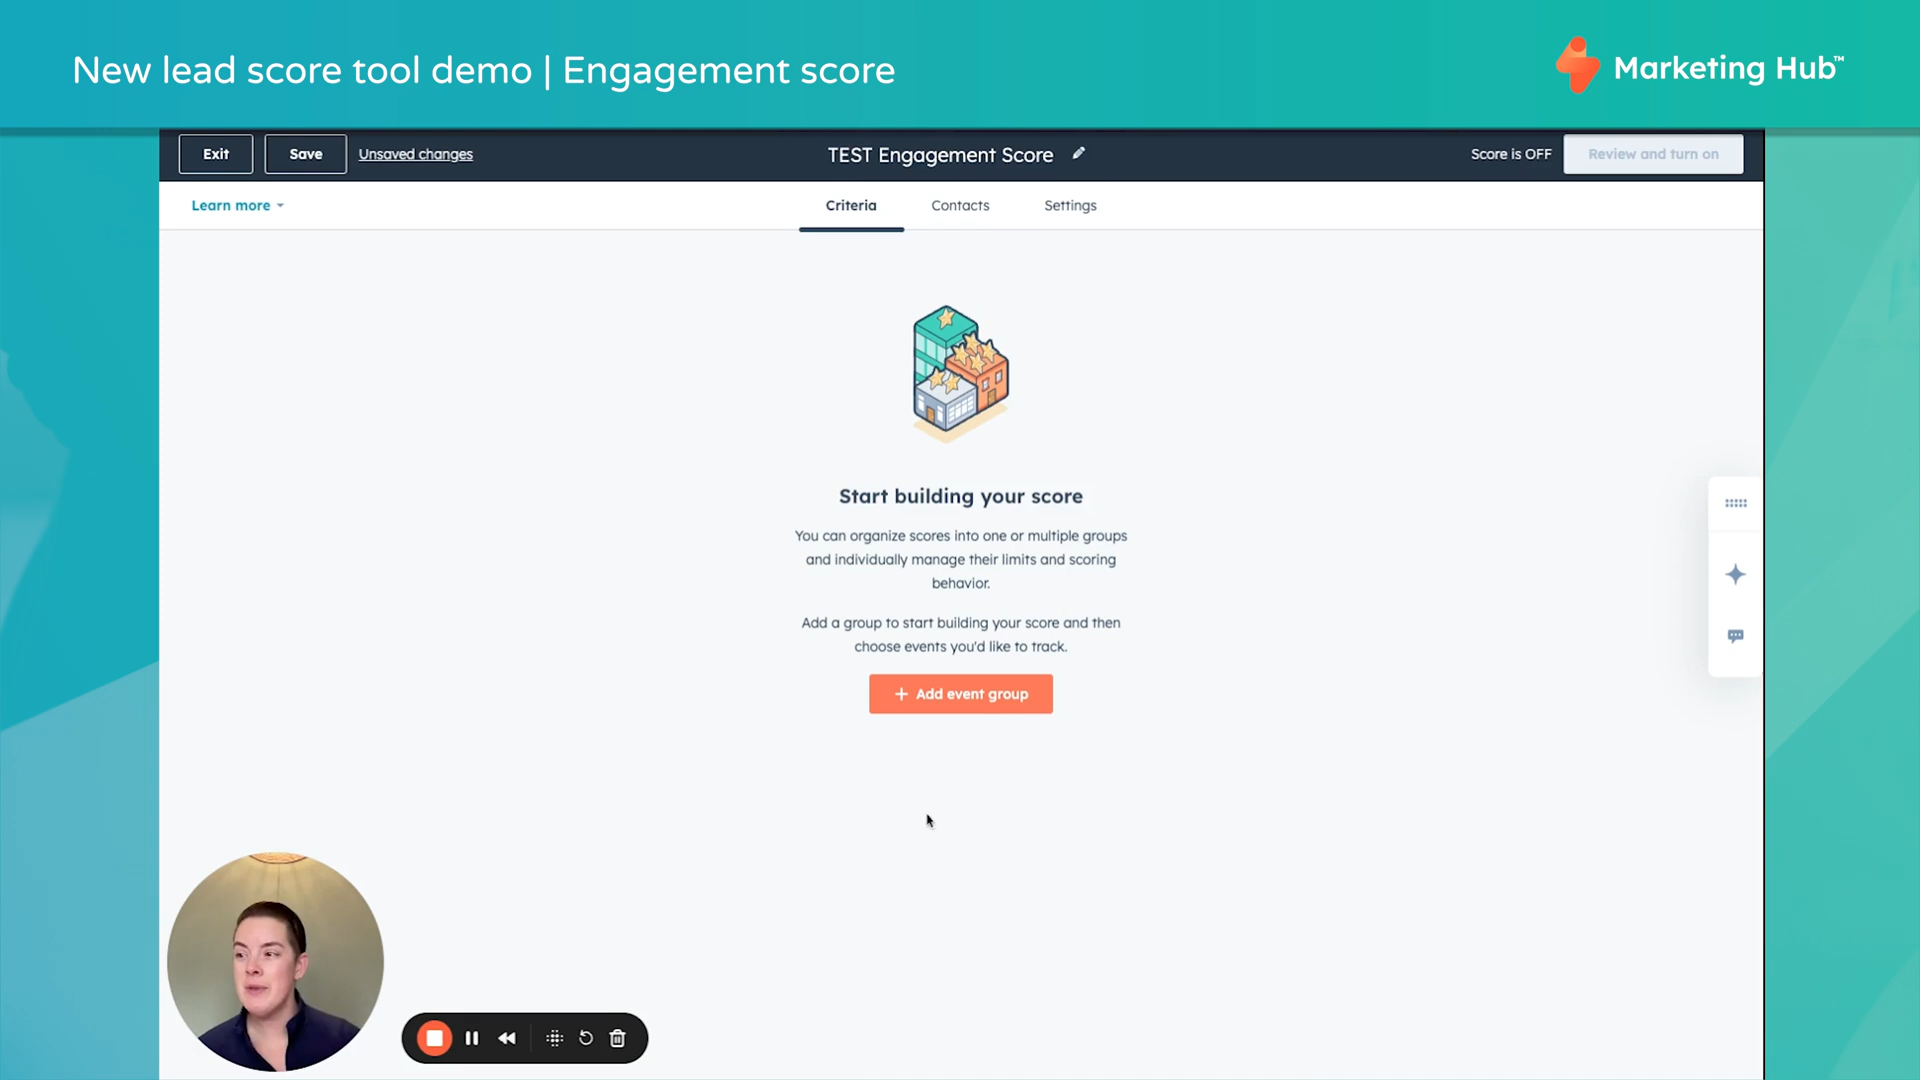 New lead score tool demo | Engagement score
Marketing Hub™
Exit
Save
Unsaved changes
TEST Engagement Score
Score is OFF
Review and turn on
Learn more
Criteria
Contacts
Settings
Start building your score
You can organize scores into one or multiple groups
and individually manage their limits and scoring
behavior.
Add a group to start building your score and then
choose events you'd like to track.
+ Add event group